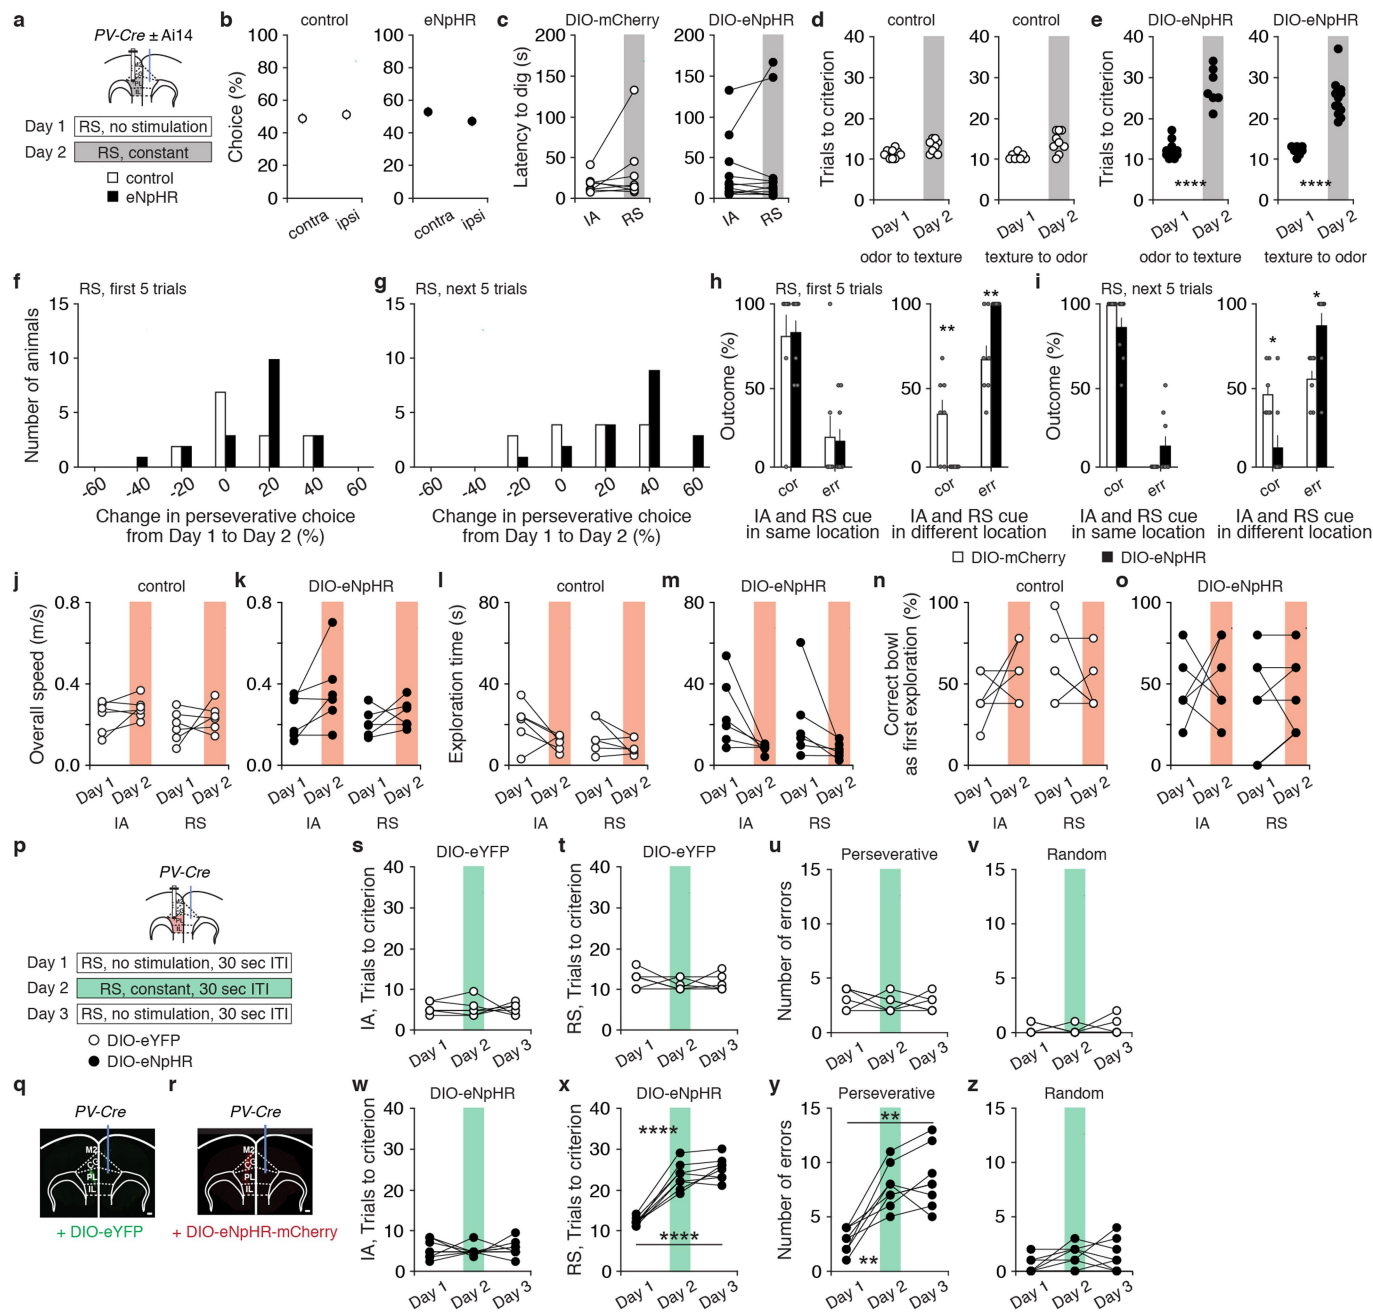 a
PV-Cre ± Ai14
Day 1 RS, no stimulation
Day 2 RS, constant
control
eNpHR
b
control
eNpHR
Choice (%)
100
80
60
40
20
0
contra
ipsi
100
80
60
40
20
0
contra
ipsi
c
DIO-mCherry
DIO-eNpHR
Latency to dig (s)
200
150
100
50
0
IA
RS
200
150
100
50
0
IA
RS
d
control
control
Trials to criterion
40
30
20
10
0
Day 1
Day 2
odor to texture
40
30
20
10
0
Day 1
Day 2
texture to odor
e
DIO-eNpHR
DIO-eNpHR
Trials to criterion
40
30
20
10
0
****
Day 1
Day 2
odor to texture
40
30
20
10
0
****
Day 1
Day 2
texture to odor
f
RS, first 5 trials
Number of animals
15
10
5
0
-60 -40 -20 0 20 40 60
Change in perseverative choice
from Day 1 to Day 2 (%)
g
RS, next 5 trials
15
10
5
0
-60 -40 -20 0 20 40 60
Change in perseverative choice
from Day 1 to Day 2 (%)
h
RS, first 5 trials
Outcome (%)
100
50
0
cor
err
IA and RS cue
in same location
100
50
0
**
**
cor
err
IA and RS cue
in different location
i
RS, next 5 trials
Outcome (%)
100
50
0
cor
err
IA and RS cue
in same location
100
50
0
*
*
cor
err
IA and RS cue
in different location
DIO-mCherry
DIO-eNpHR
j
control
Overall speed (m/s)
0.8
0.4
0.0
Day 1
Day 2
Day 1
Day 2
IA
RS
k
DIO-eNpHR
0.8
0.4
0.0
Day 1
Day 2
Day 1
Day 2
IA
RS
l
control
Exploration time (s)
80
40
0
Day 1
Day 2
Day 1
Day 2
IA
RS
m
DIO-eNpHR
80
40
0
Day 1
Day 2
Day 1
Day 2
IA
RS
n
control
Correct bowl
as first exploration (%)
100
50
0
Day 1
Day 2
Day 1
Day 2
IA
RS
o
DIO-eNpHR
100
50
0
Day 1
Day 2
Day 1
Day 2
IA
RS
p
PV-Cre
PL
IL
Day 1 RS, no stimulation, 30 sec ITI
Day 2 RS, constant, 30 sec ITI
Day 3 RS, no stimulation, 30 sec ITI
DIO-eYFP
DIO-eNpHR
q
PV-Cre
M2
CG
PL
IL
+ DIO-eYFP
r
PV-Cre
M2
CG
PL
IL
+ DIO-eNpHR-mCherry
s
DIO-eYFP
IA, Trials to criterion
40
30
20
10
0
Day 1
Day 2
Day 3
t
DIO-eYFP
RS, Trials to criterion
40
30
20
10
0
Day 1
Day 2
Day 3
u
Perseverative
Number of errors
15
10
5
0
Day 1
Day 2
Day 3
v
Random
15
10
5
0
Day 1
Day 2
Day 3
w
DIO-eNpHR
IA, Trials to criterion
40
30
20
10
0
Day 1
Day 2
Day 3
x
DIO-eNpHR
RS, Trials to criterion
40
30
20
10
0
****
****
Day 1
Day 2
Day 3
y
Perseverative
Number of errors
15
10
5
0
**
**
Day 1
Day 2
Day 3
z
Random
15
10
5
0
Day 1
Day 2
Day 3